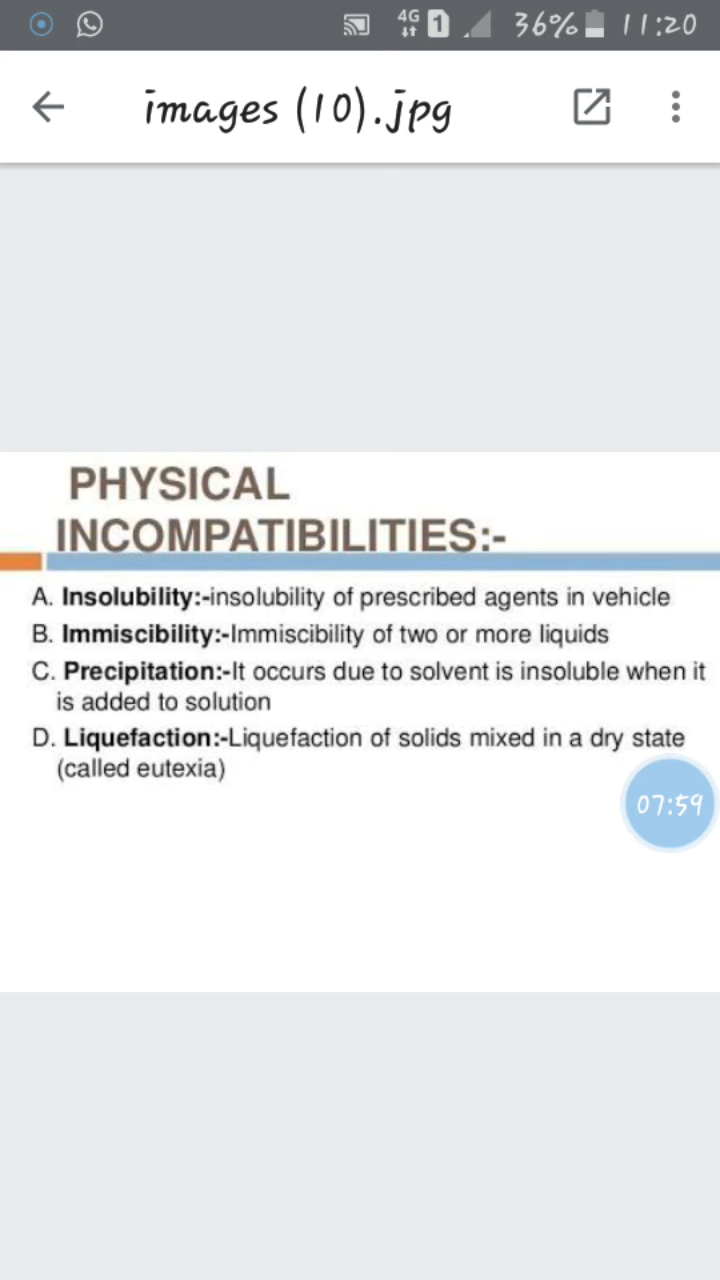 4G 1 36% 11:20
images (10).jpg
PHYSICAL
INCOMPATIBILITIES:-
A. Insolubility:-insolubility of prescribed agents in vehicle
B. Immiscibility:-Immiscibility of two or more liquids
C. Precipitation:-It occurs due to solvent is insoluble when it
is added to solution
D. Liquefaction:-Liquefaction of solids mixed in a dry state
(called eutexia)
07:59